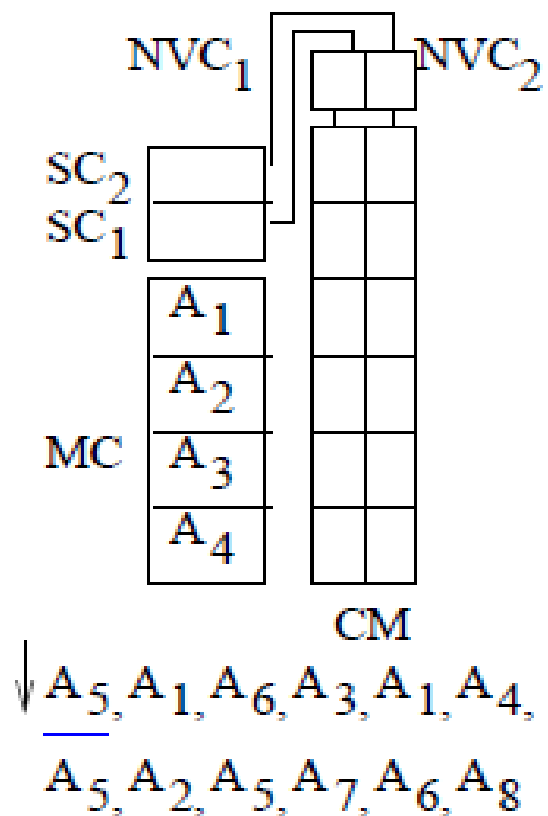 NVC₁ NVC₂
SC₂
SC₁
A₁
A₂
MC A₃
A₄
CM
A₅, A₁, A₆, A₃, A₁, A₄,
A₅, A₂, A₅, A₇, A₆, A₈